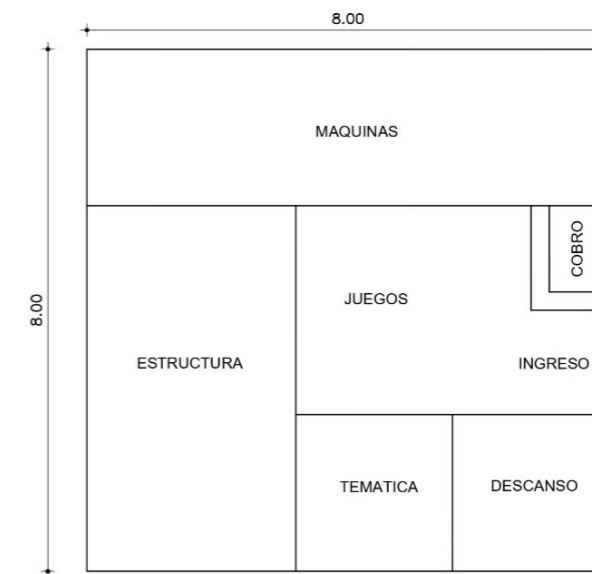 8.00
MAQUINAS
COBRO
8.00
JUEGOS
ESTRUCTURA
INGRESO
TEMATICA
DESCANSO